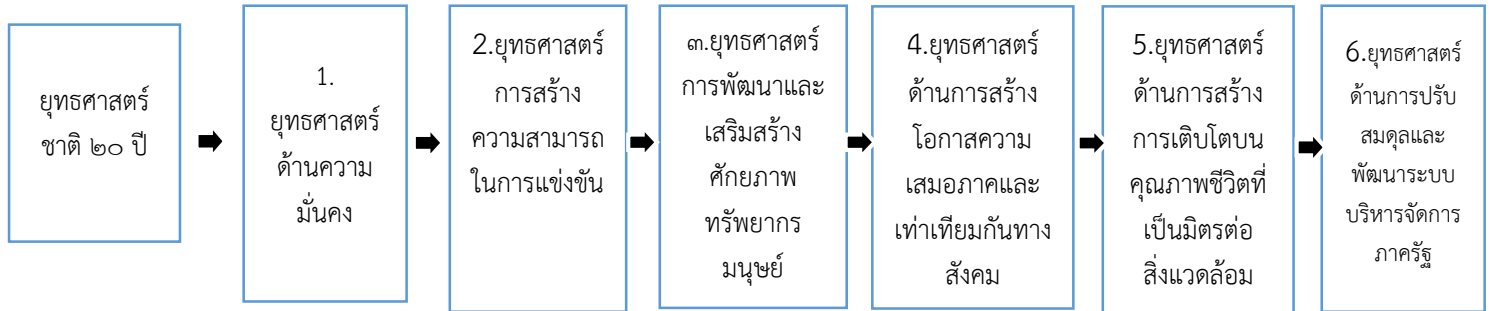 ยุทธศาสตร์
ชาติ ๒๐ ปี
1.
ยุทธศาสตร์
ด้านความ
มั่นคง
2.ยุทธศาสตร์
การสร้าง
ความสามารถ
ในการแข่งขัน
๓.ยุทธศาสตร์
การพัฒนาและ
เสริมสร้าง
ศักยภาพ
ทรัพยากร
มนุษย์
4.ยุทธศาสตร์
ด้านการสร้าง
โอกาสความ
เสมอภาคและ
เท่าเทียมกันทาง
สังคม
5.ยุทธศาสตร์
ด้านการสร้าง
การเติบโตบน
คุณภาพชีวิตที่
เป็นมิตรต่อ
สิ่งแวดล้อม
6.ยุทธศาสตร์
ด้านการปรับ
สมดุลและ
พัฒนาระบบ
บริหารจัดการ
ภาครัฐ